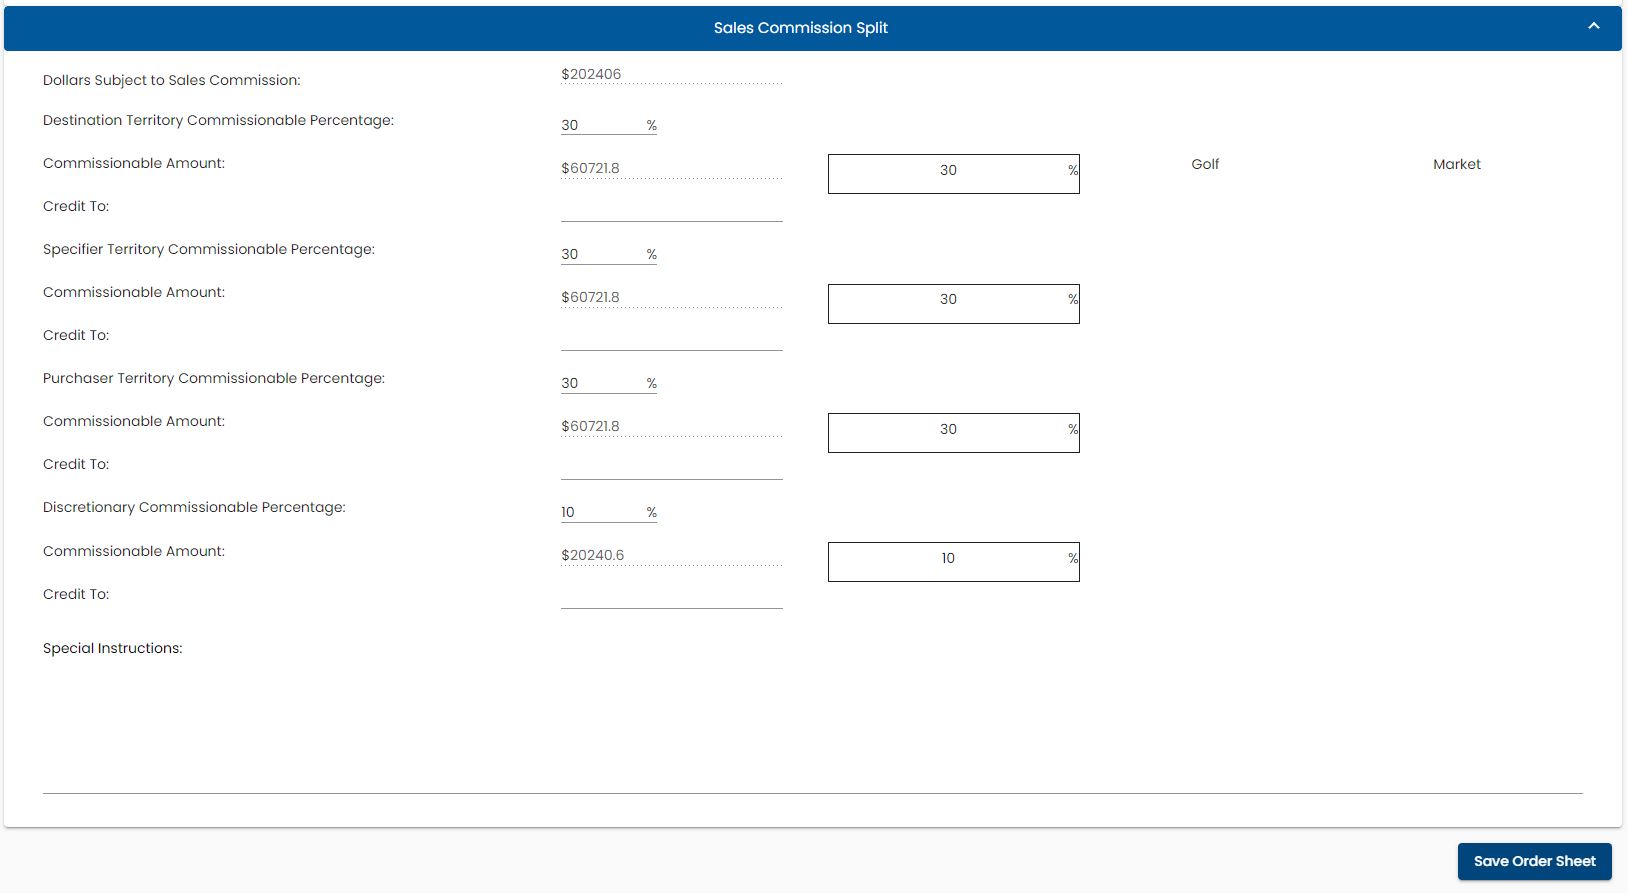 Sales Commission Split
Dollars Subject to Sales Commission: $202406
Destination Territory Commissionable Percentage: 30 %
Commissionable Amount: $60721.8 30 % Golf Market
Credit To:
Specifier Territory Commissionable Percentage: 30 %
Commissionable Amount: $60721.8 30 %
Credit To:
Purchaser Territory Commissionable Percentage: 30 %
Commissionable Amount: $60721.8 30 %
Credit To:
Discretionary Commissionable Percentage: 10 %
Commissionable Amount: $20240.6 10 %
Credit To:
Special Instructions:
Save Order Sheet